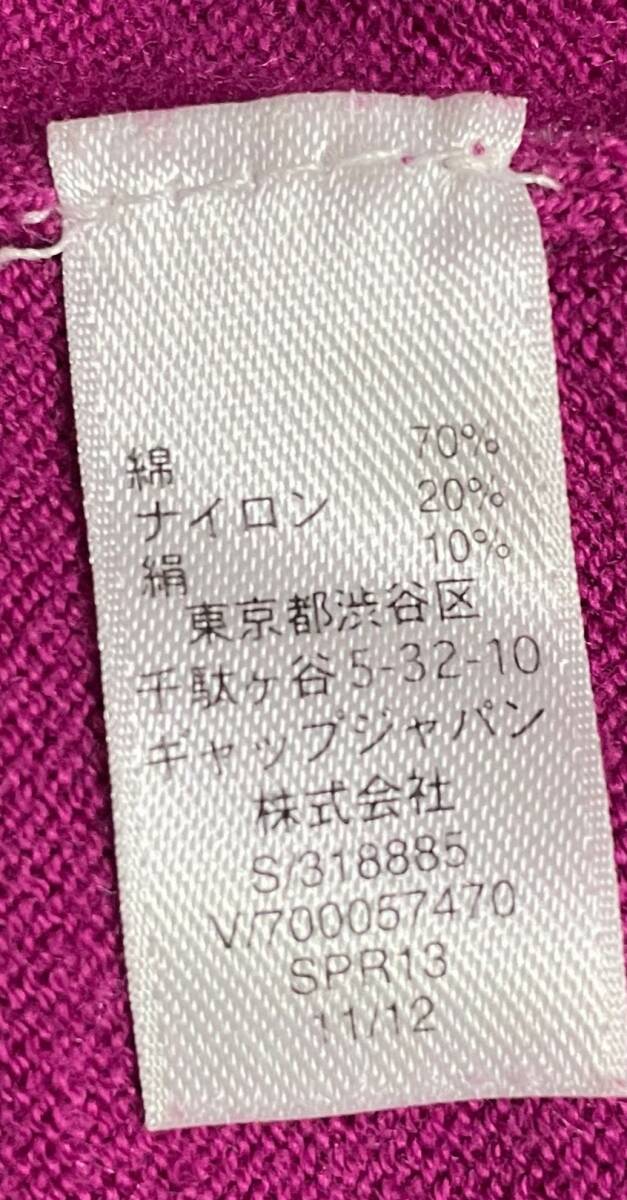 綿 70%
ナイロン 20%
絹 10%
東京都渋谷区
千駄ヶ谷5-32-10
ギャップジャパン
株式会社
S/318885
V/700057470
SPR13
11/12